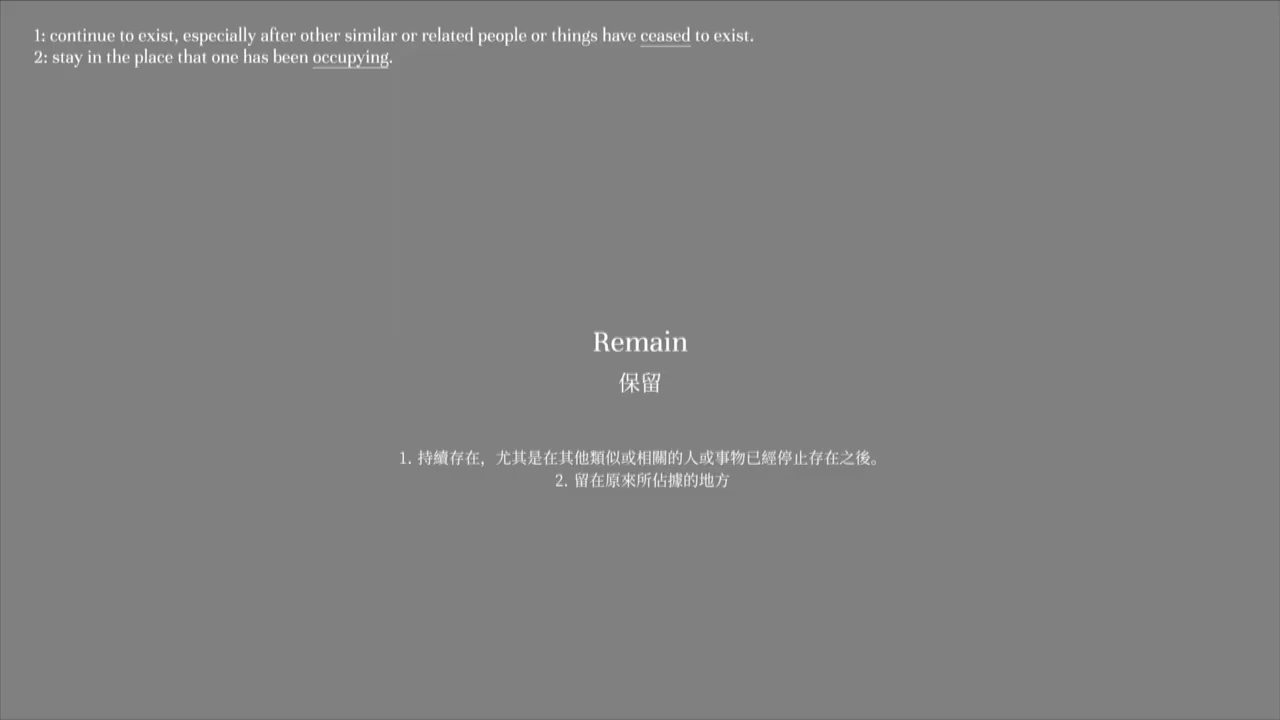 1: continue to exist, especially after other similar or related people or things have ceased to exist.
2: stay in the place that one has been occupying.
Remain
保留
1. 持續存在，尤其是在其他類似或相關的人或事物已經停止存在之後。
2. 留在原來所佔據的地方